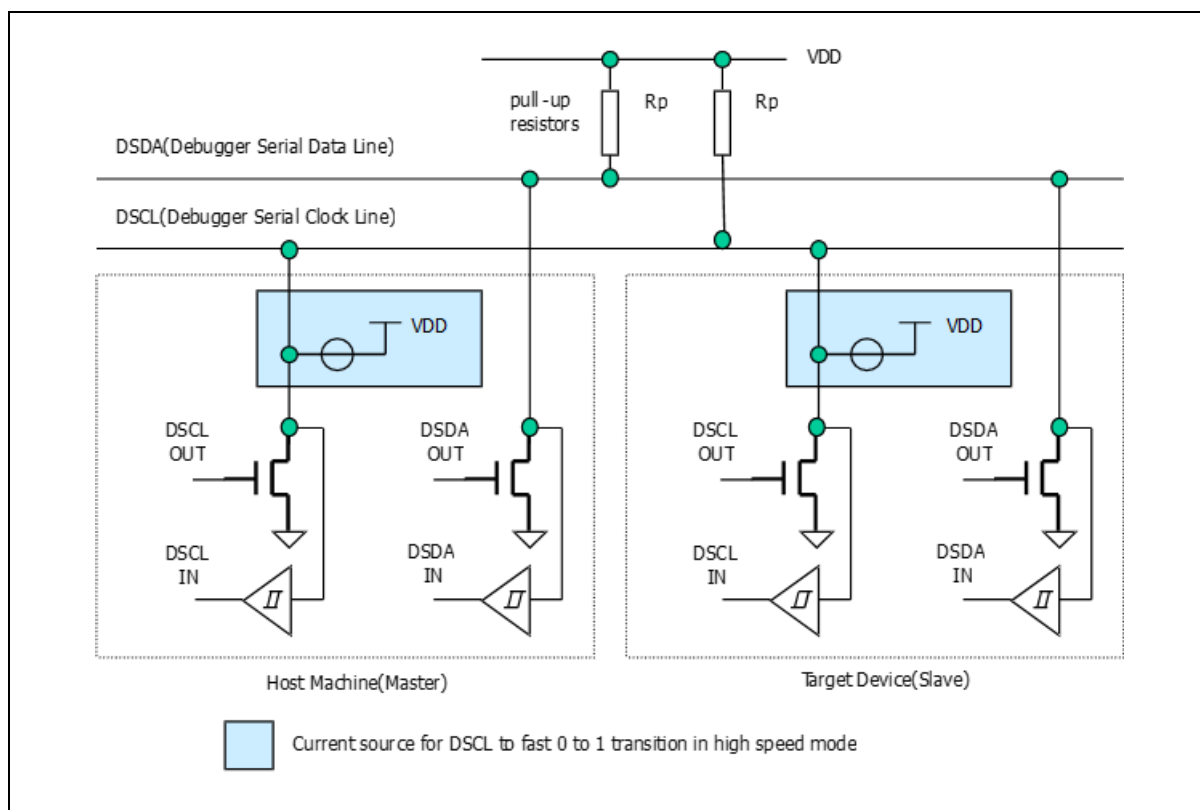 VDD
pull -up
resistors
Rp
Rp
DSDA(Debugger Serial Data Line)
DSCL(Debugger Serial Clock Line)
VDD
VDD
DSCL
OUT
DSDA
OUT
DSCL
OUT
DSDA
OUT
DSCL
IN
DSDA
IN
DSCL
IN
DSDA
IN
Host Machine(Master)
Target Device(Slave)
Current source for DSCL to fast 0 to 1 transition in high speed mode